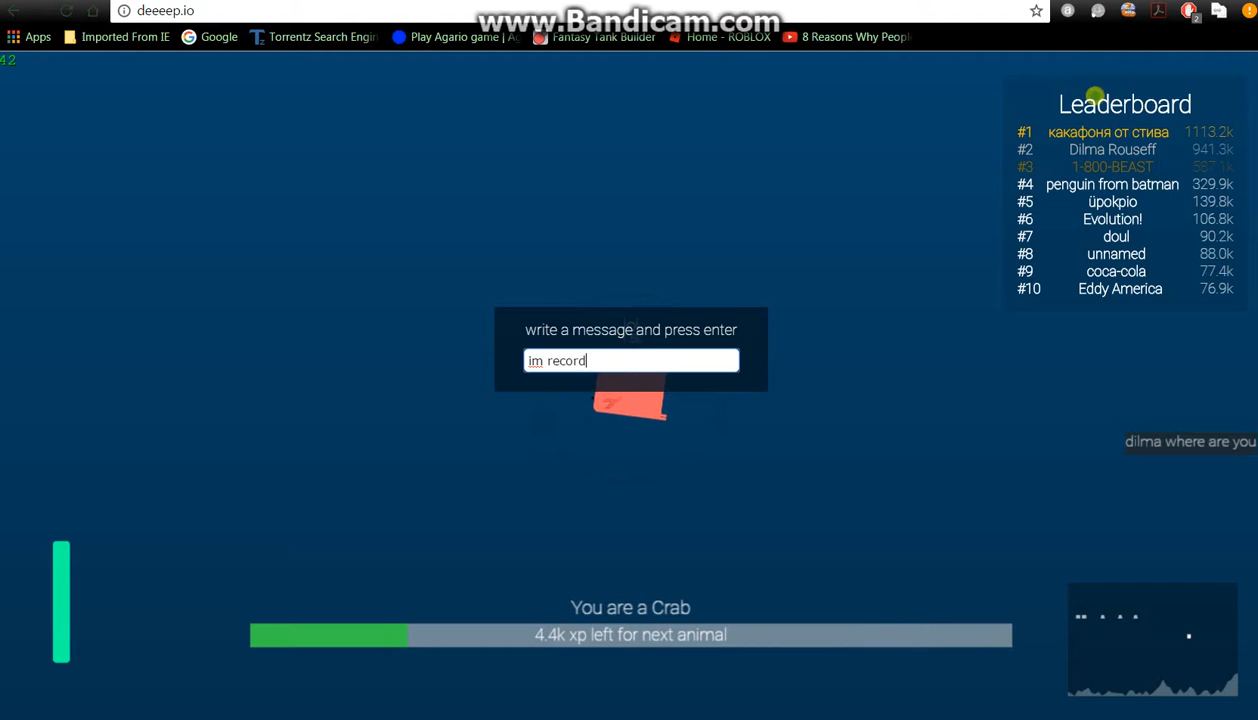 deeeep.io
www.Bandicam.com
Apps Imported From IE Google Torrentz Search Engin Play Agario game | A Fantasy Tank Builder Home - ROBLOX 8 Reasons Why Peopl
42
2
Leaderboard
#1 какафоня от стива 1113.2k
#2 Dilma Rouseff 941.3k
#3 1-800-BEAST 587.1k
#4 penguin from batman 329.9k
#5 üpokpio 139.8k
#6 Evolution! 106.8k
#7 doul 90.2k
#8 unnamed 88.0k
#9 coca-cola 77.4k
#10 Eddy America 76.9k
write a message and press enter
im record
dilma where are you
You are a Crab
4.4k xp left for next animal